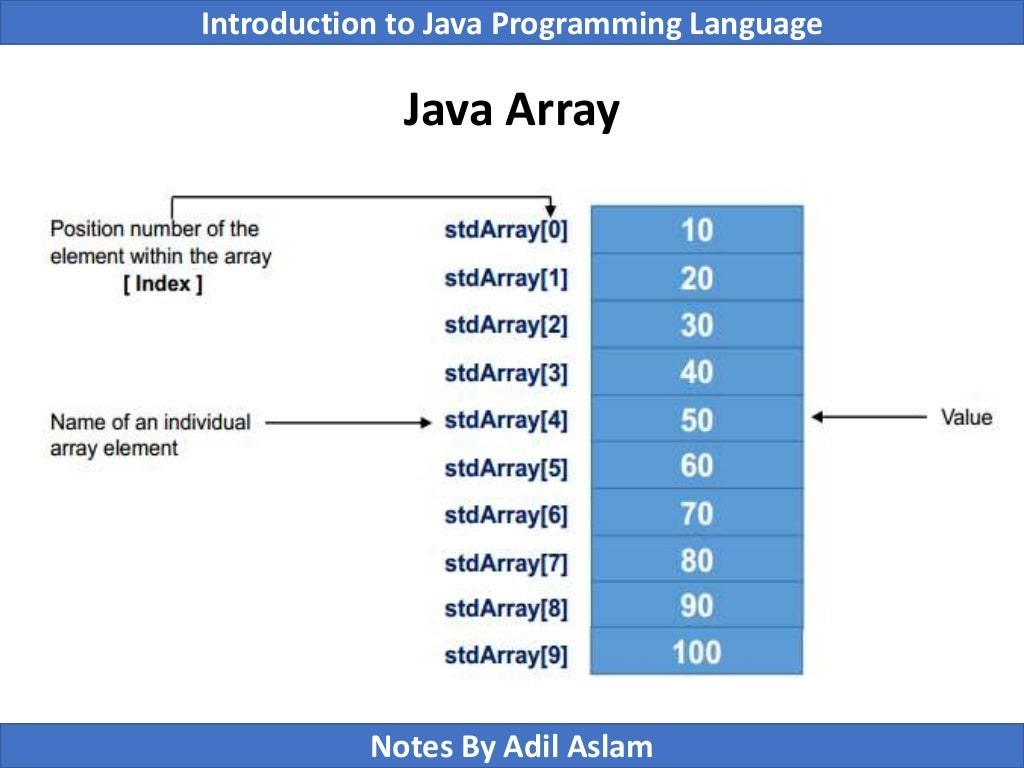 Introduction to Java Programming Language
Java Array
Position number of the
element within the array
[ Index ]
stdArray[0] 10
stdArray[1] 20
stdArray[2] 30
stdArray[3] 40
Name of an individual
array element
stdArray[4] 50
Value
stdArray[5] 60
stdArray[6] 70
stdArray[7] 80
stdArray[8] 90
stdArray[9] 100
Notes By Adil Aslam